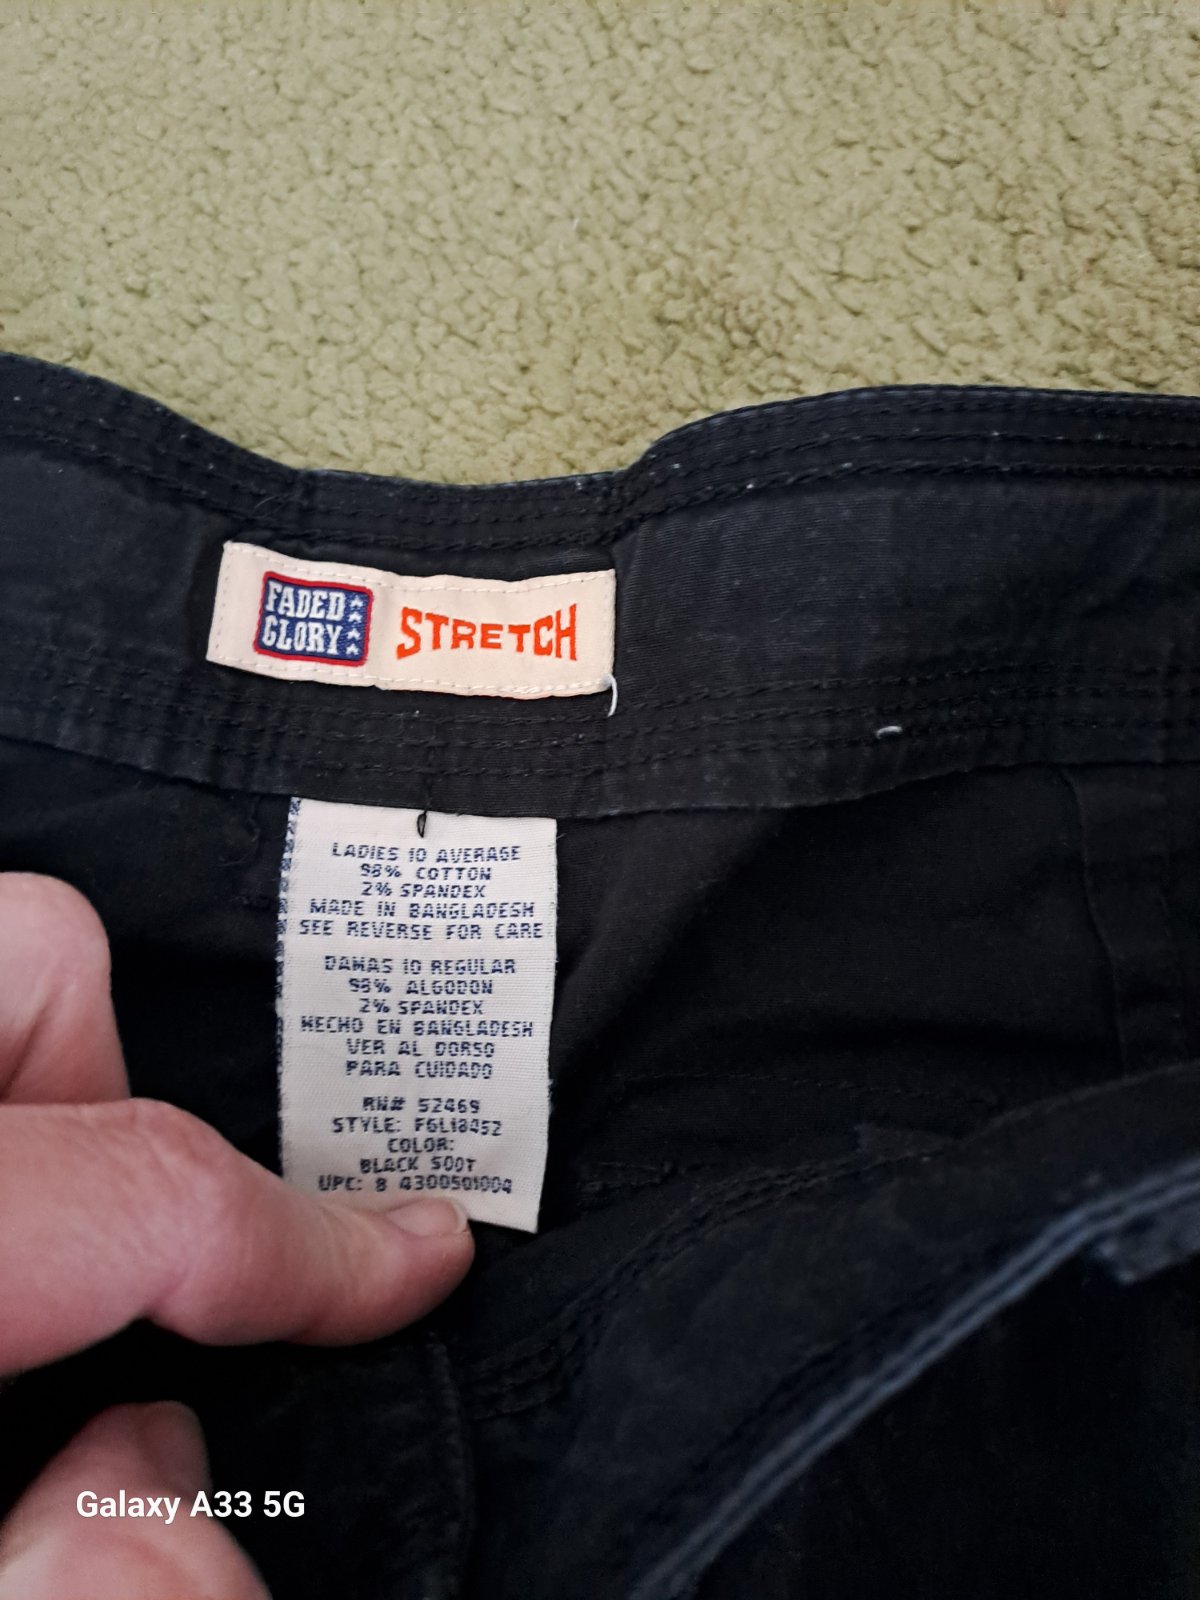 FADED
GLORY
STRETCH
LADIES 10 AVERAGE
98% COTTON
2% SPANDEX
MADE IN BANGLADESH
SEE REVERSE FOR CARE
DAMAS 10 REGULAR
98% ALGODON
2% SPANDEX
HECHO EN BANGLADESH
VER AL DORSO
PARA CUIDADO
RN# 52469
STYLE: F6L18452
COLOR:
BLACK SOOT
UPC: 8 4300501004
Galaxy A33 5G